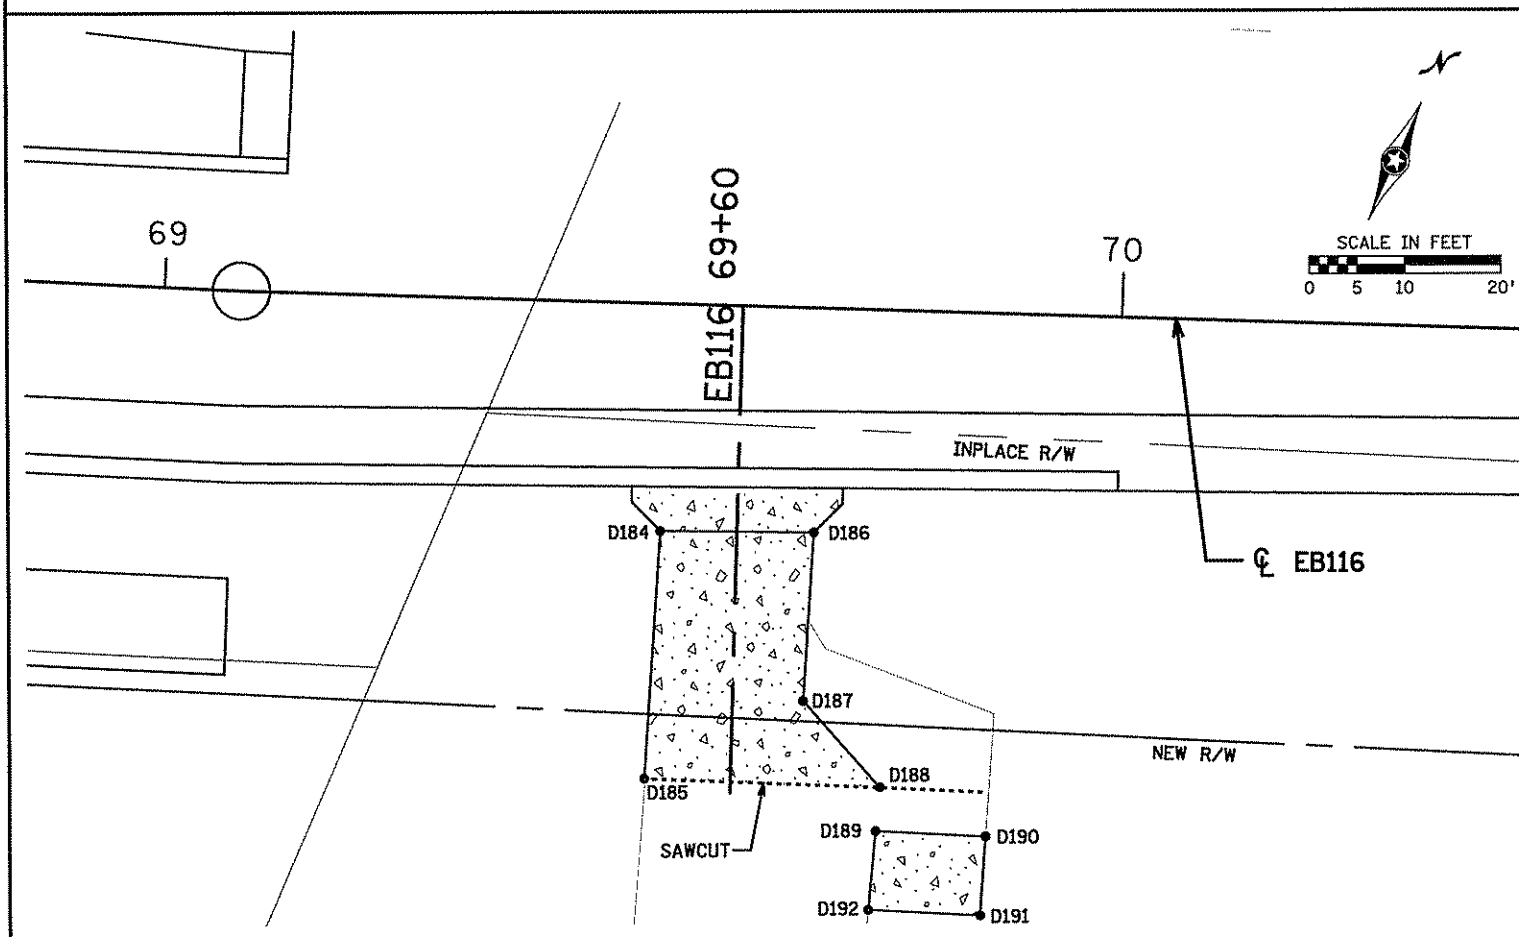 N
69
EB116 69+60
70
SCALE IN FEET
0 5 10 20'
INPLACE R/W
D184
D186
℄ EB116
D187
NEW R/W
D188
D185
SAWCUT
D189
D190
D192
D191